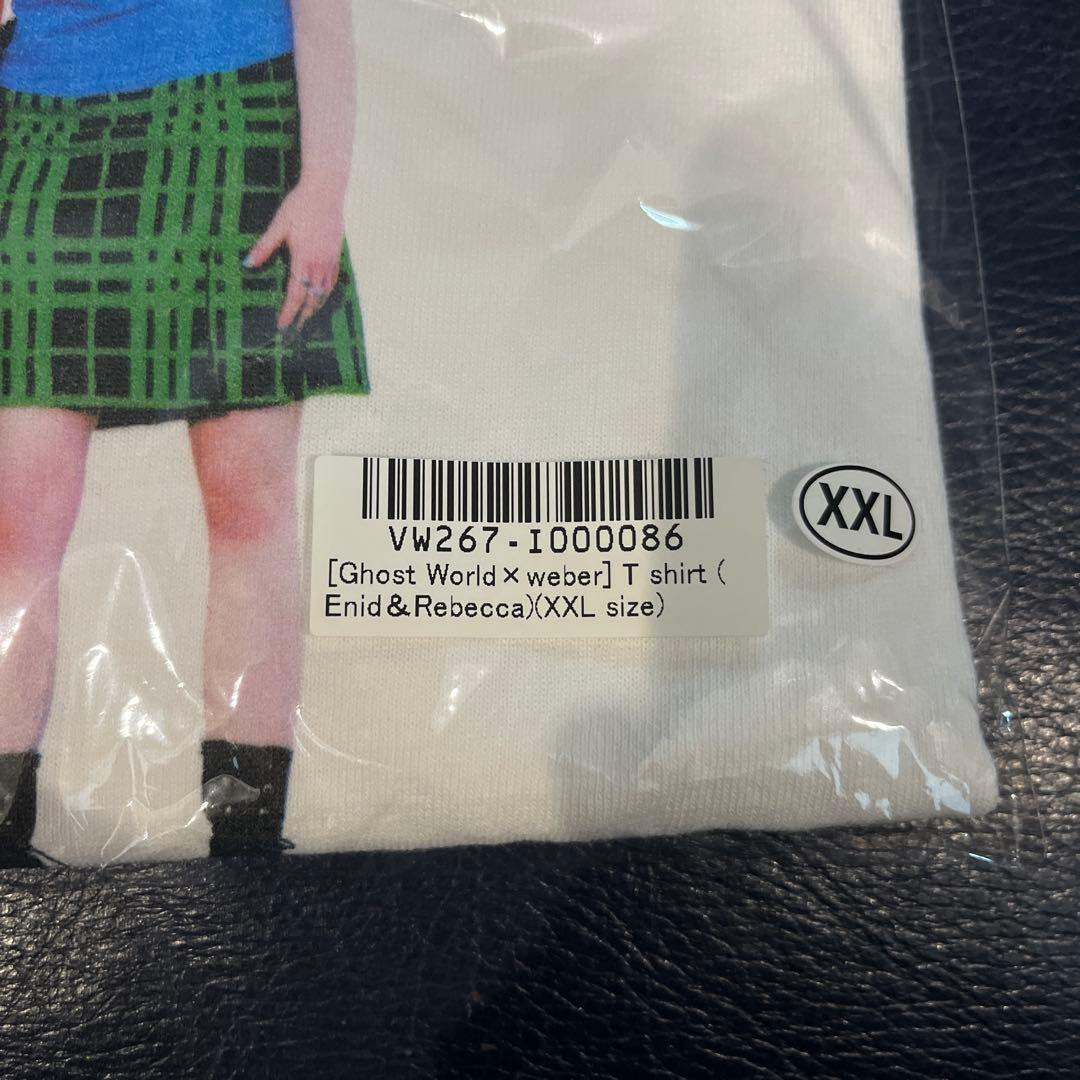 VW267-I000086
[Ghost World×weber] T shirt (
Enid&Rebecca)(XXL size)
XXL